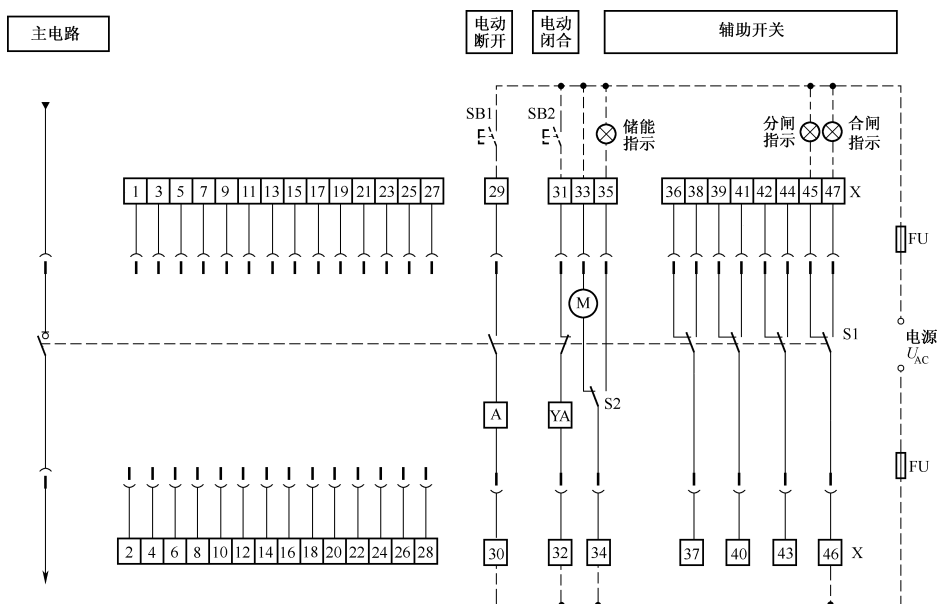 主电路
电动
断开
电动
闭合
辅助开关
SB1
SB2
储能
指示
分闸
指示
合闸
指示
1 3 5 7 9 11 13 15 17 19 21 23 25 27
29
31 33 35
36 38 39 41 42 44 45 47 X
FU
M
S1
电源
UAC
S2
A
YA
FU
2 4 6 8 10 12 14 16 18 20 22 24 26 28
30
32
34
37
40
43
46
X